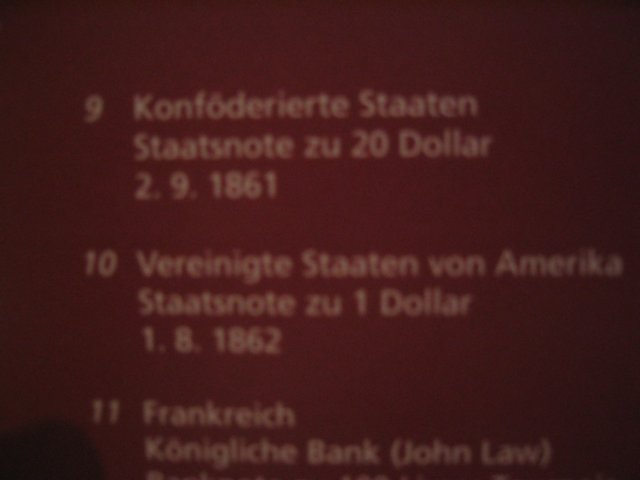 9 Konföderierte Staaten
Staatsnote zu 20 Dollar
2. 9. 1861
10 Vereinigte Staaten von Amerika
Staatsnote zu 1 Dollar
1. 8. 1862
11 Frankreich
Königliche Bank (John Law)